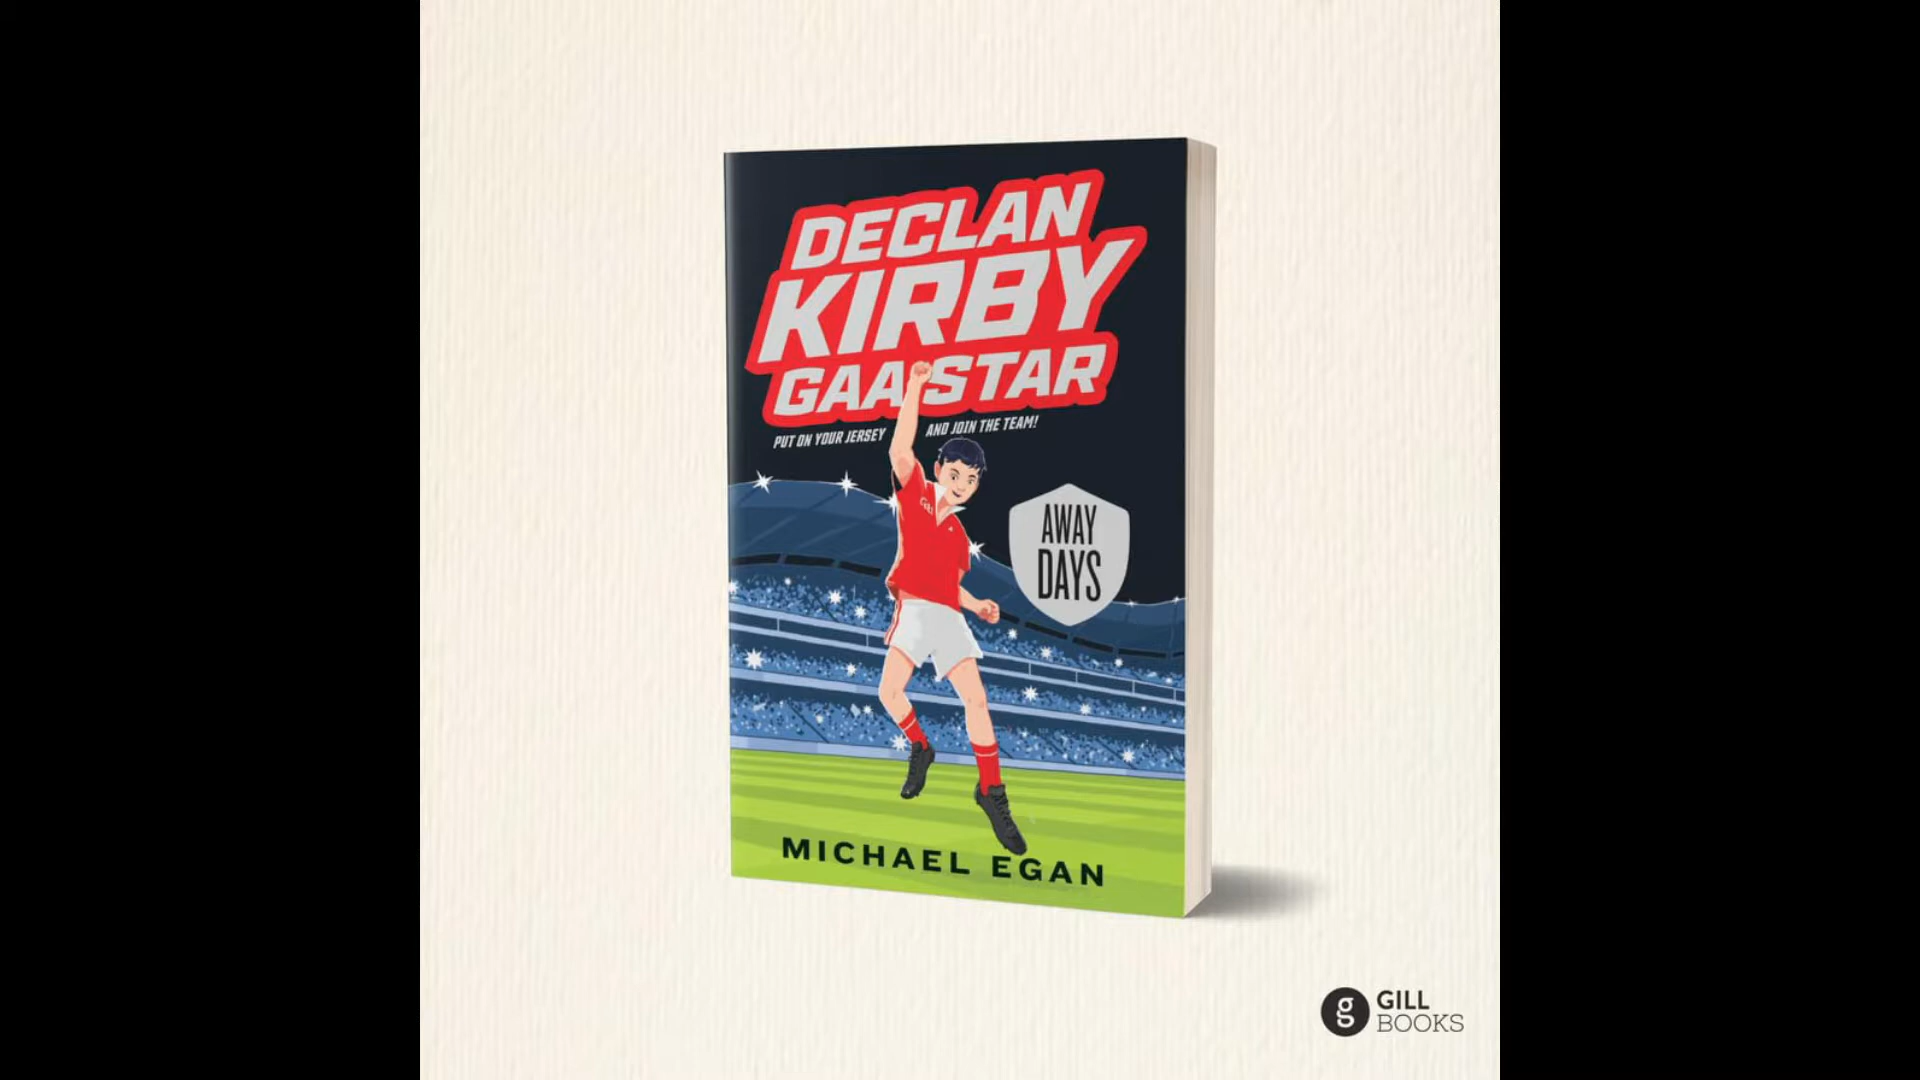 DECLAN
KIRBY
GAA STAR
PUT ON YOUR JERSEY AND JOIN THE TEAM!
AWAY
DAYS
MICHAEL EGAN
g GILL
BOOKS